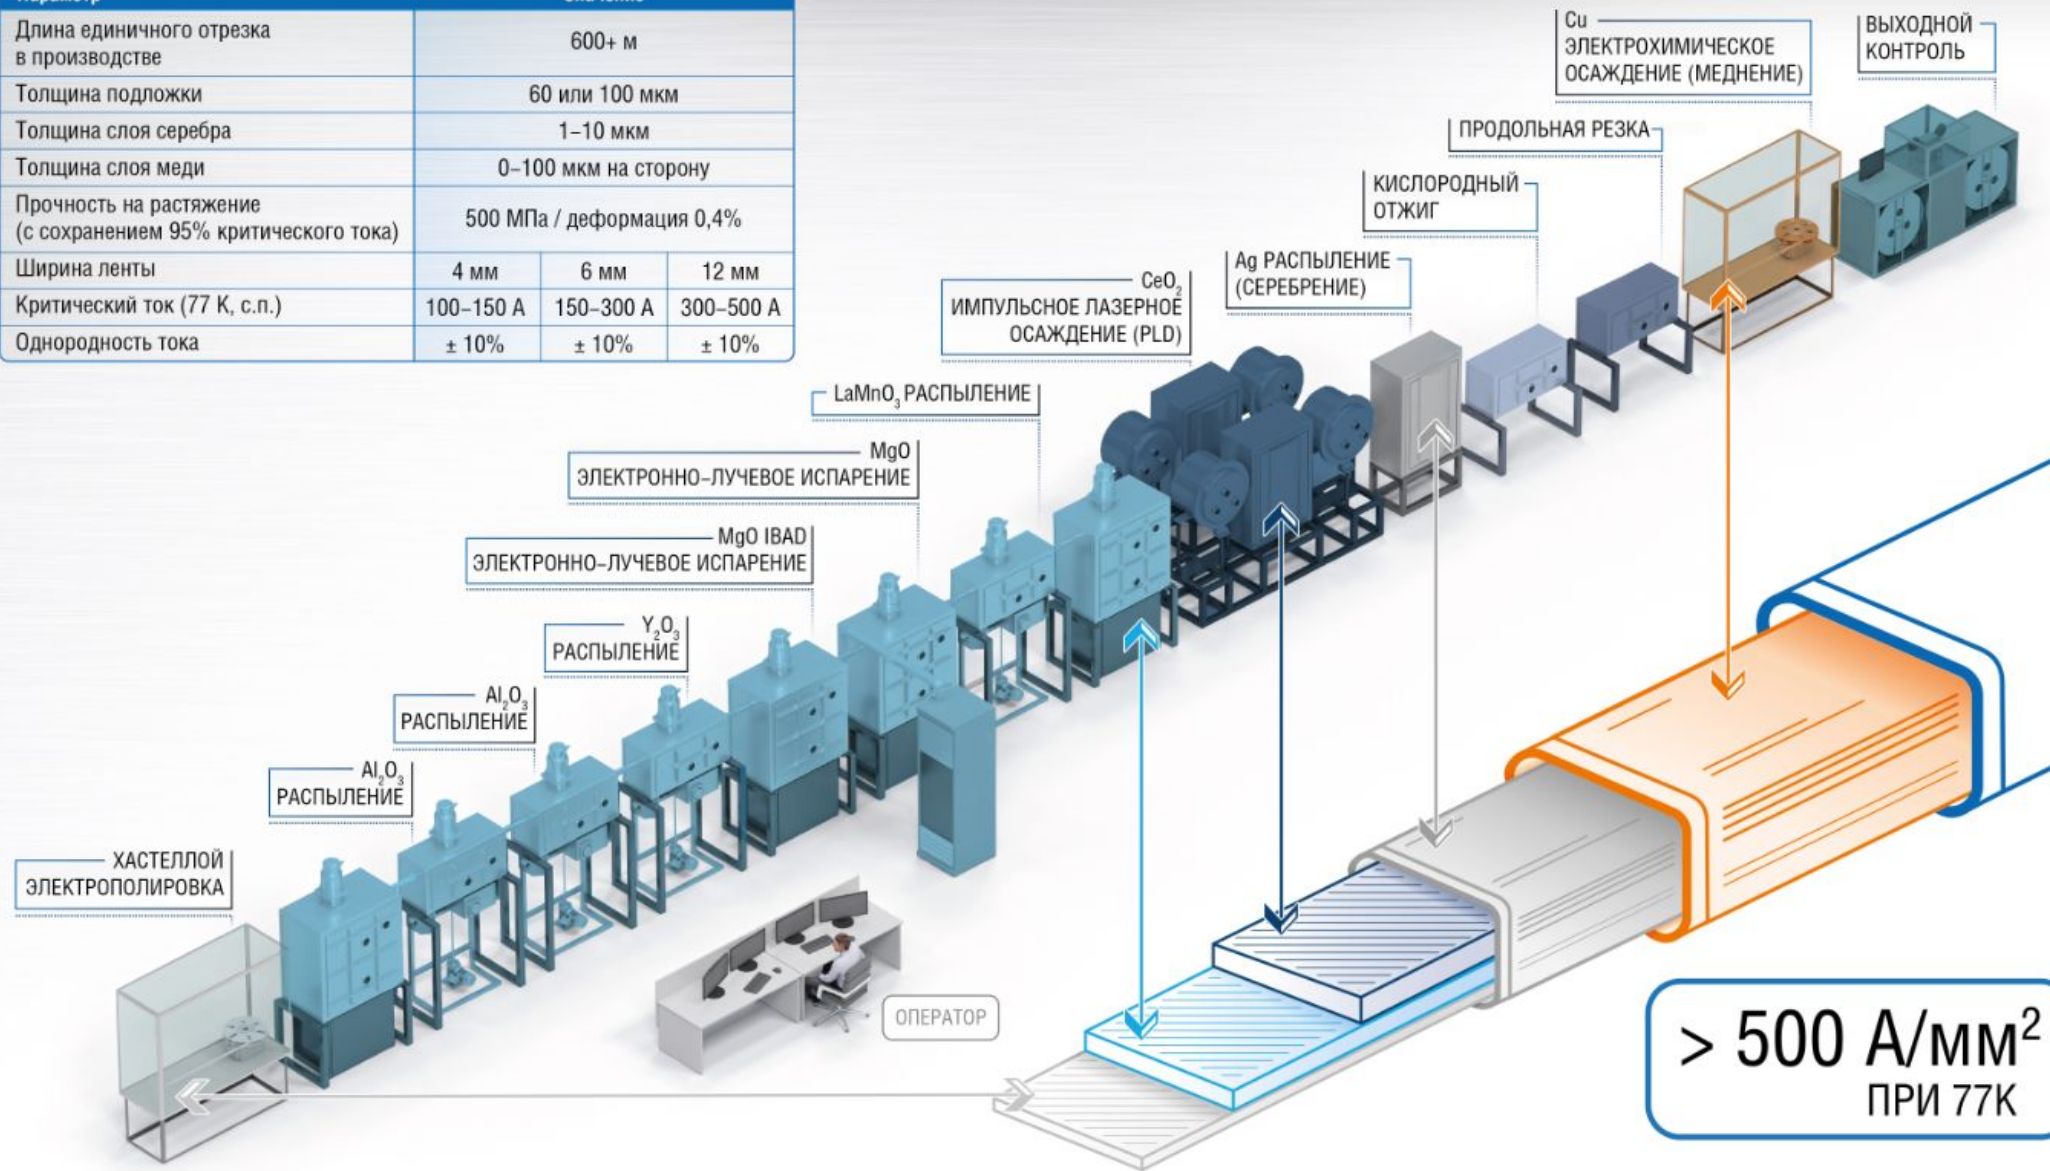 Параметр Значение
Длина единичного отрезка
в производстве
600+ м
Толщина подложки 60 или 100 мкм
Толщина слоя серебра 1–10 мкм
Толщина слоя меди 0–100 мкм на сторону
Прочность на растяжение
(с сохранением 95% критического тока)
500 МПа / деформация 0,4%
Ширина ленты 4 мм 6 мм 12 мм
Критический ток (77 К, с.п.) 100–150 А 150–300 А 300–500 А
Однородность тока ± 10% ± 10% ± 10%
ХАСТЕЛЛОЙ
ЭЛЕКТРОПОЛИРОВКА
Al₂O₃
РАСПЫЛЕНИЕ
Al₂O₃
РАСПЫЛЕНИЕ
Y₂O₃
РАСПЫЛЕНИЕ
MgO IBAD
ЭЛЕКТРОННО–ЛУЧЕВОЕ ИСПАРЕНИЕ
MgO
ЭЛЕКТРОННО–ЛУЧЕВОЕ ИСПАРЕНИЕ
LaMnO₃ РАСПЫЛЕНИЕ
CeO₂
ИМПУЛЬСНОЕ ЛАЗЕРНОЕ
ОСАЖДЕНИЕ (PLD)
Ag РАСПЫЛЕНИЕ
(СЕРЕБРЕНИЕ)
КИСЛОРОДНЫЙ
ОТЖИГ
ПРОДОЛЬНАЯ РЕЗКА
Cu
ЭЛЕКТРОХИМИЧЕСКОЕ
ОСАЖДЕНИЕ (МЕДНЕНИЕ)
ВЫХОДНОЙ
КОНТРОЛЬ
ОПЕРАТОР
> 500 А/мм²
ПРИ 77К